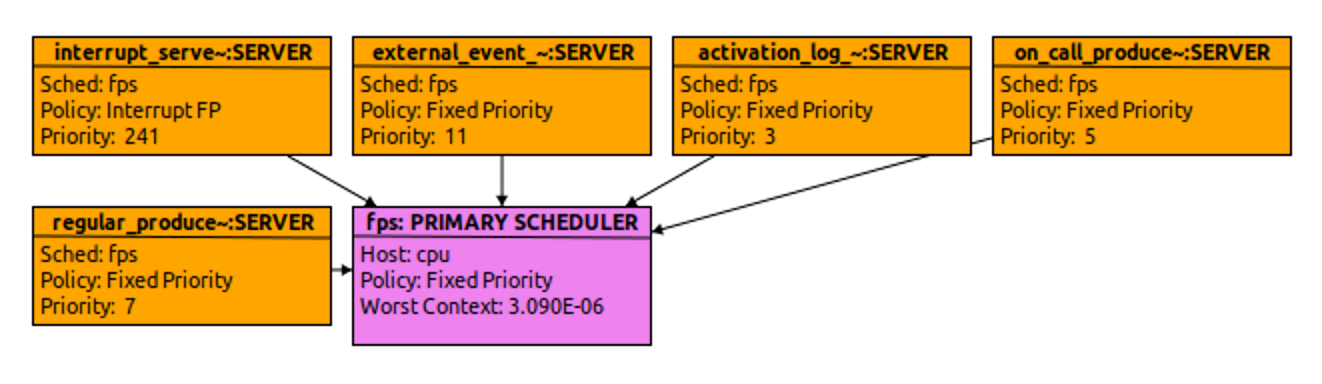 interrupt_serve~:SERVER
Sched: fps
Policy: Interrupt FP
Priority: 241
external_event_~:SERVER
Sched: fps
Policy: Fixed Priority
Priority: 11
activation_log_~:SERVER
Sched: fps
Policy: Fixed Priority
Priority: 3
on_call_produce~:SERVER
Sched: fps
Policy: Fixed Priority
Priority: 5
regular_produce~:SERVER
Sched: fps
Policy: Fixed Priority
Priority: 7
fps: PRIMARY SCHEDULER
Host: cpu
Policy: Fixed Priority
Worst Context: 3.090E-06